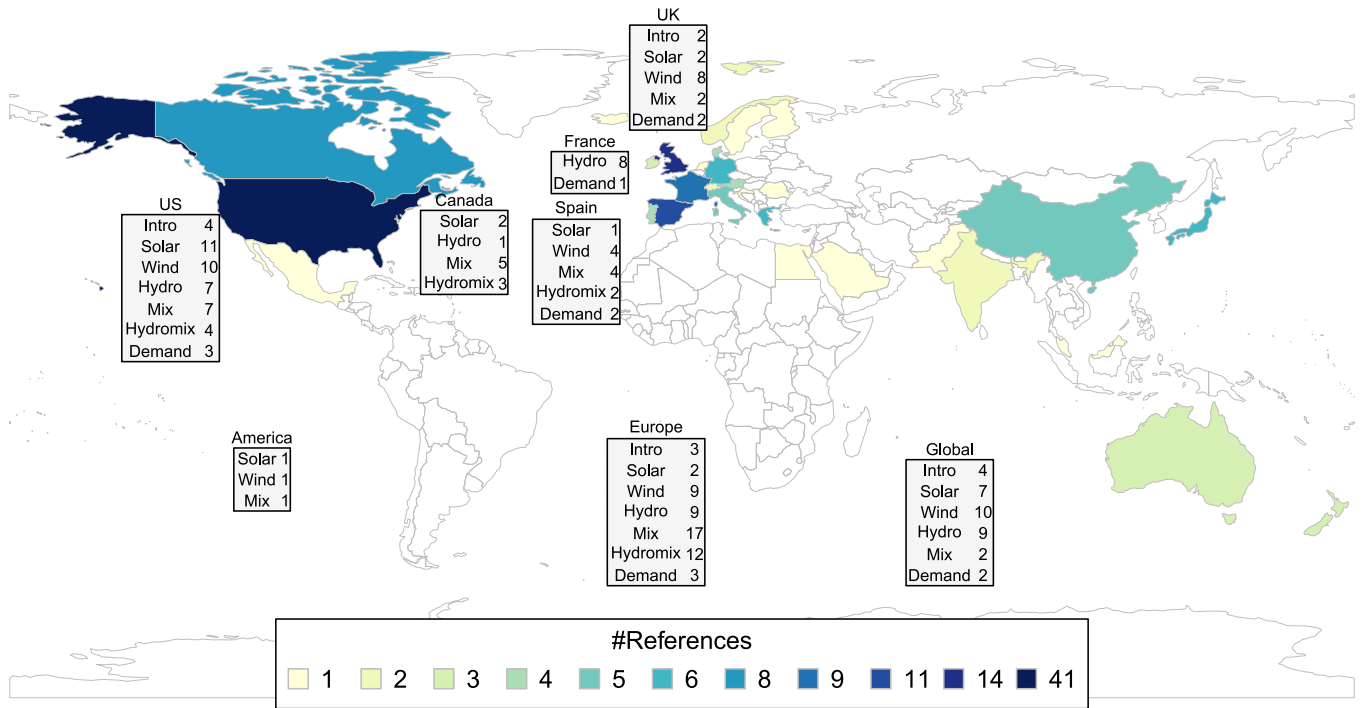 UK
Intro 2
Solar 2
Wind 8
Mix 2
Demand 2
France
Hydro 8
Demand 1
US
Intro 4
Solar 11
Wind 10
Hydro 7
Mix 7
Hydromix 4
Demand 3
Canada
Solar 2
Hydro 1
Mix 5
Hydromix 3
Spain
Solar 1
Wind 4
Mix 4
Hydromix 2
Demand 2
America
Solar 1
Wind 1
Mix 1
Europe
Intro 3
Solar 2
Wind 9
Hydro 9
Mix 17
Hydromix 12
Demand 3
Global
Intro 4
Solar 7
Wind 10
Hydro 9
Mix 2
Demand 2
#References
1 2 3 4 5 6 8 9 11 14 41